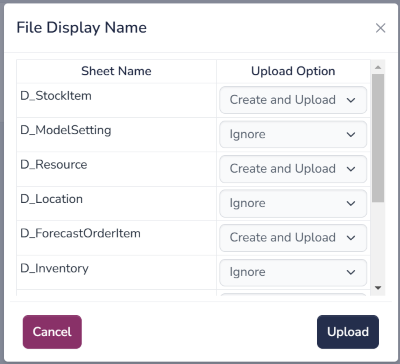 File Display Name
Sheet Name Upload Option
D_StockItem Create and Upload
D_ModelSetting Ignore
D_Resource Create and Upload
D_Location Ignore
D_ForecastOrderItem Create and Upload
D_Inventory Ignore
Cancel Upload